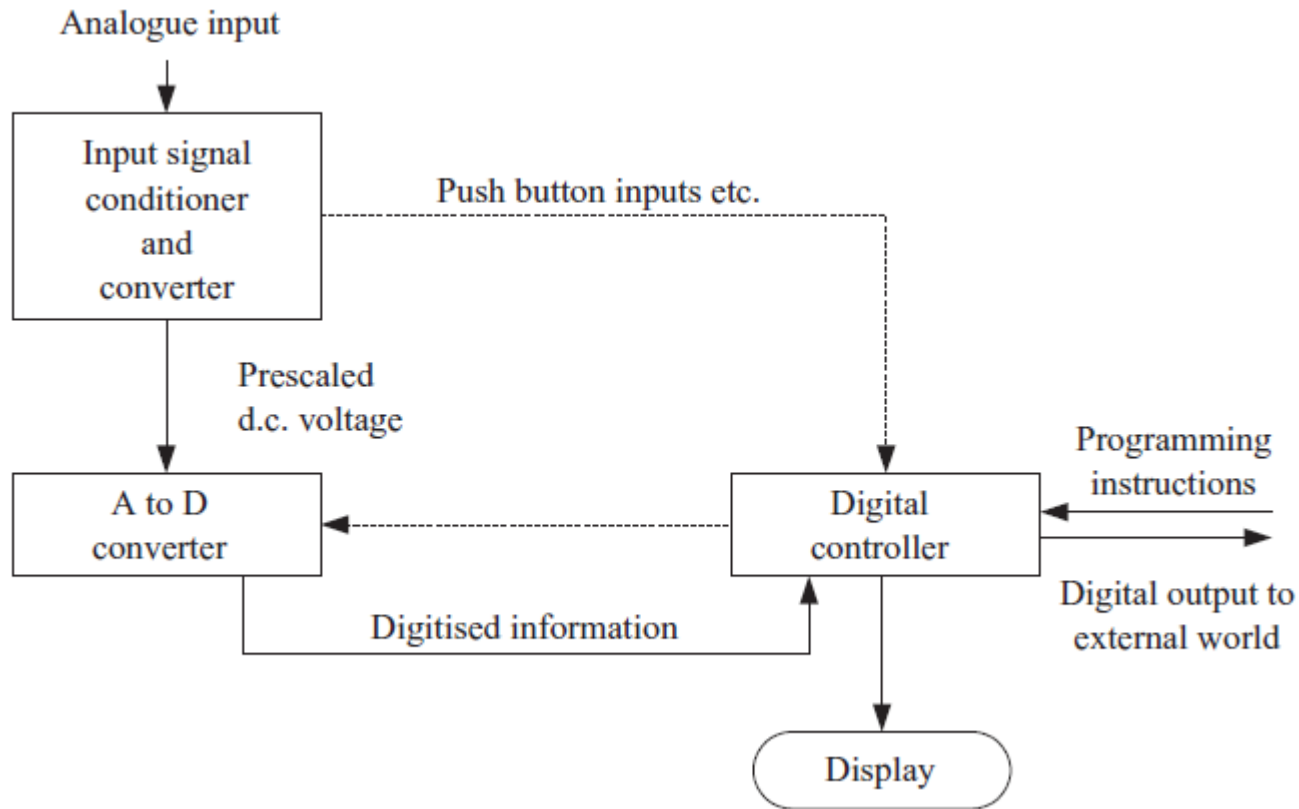 Analogue input
Input signal
conditioner
and
converter
Push button inputs etc.
Prescaled
d.c. voltage
Programming
instructions
A to D
converter
Digital
controller
Digital output to
external world
Digitised information
Display